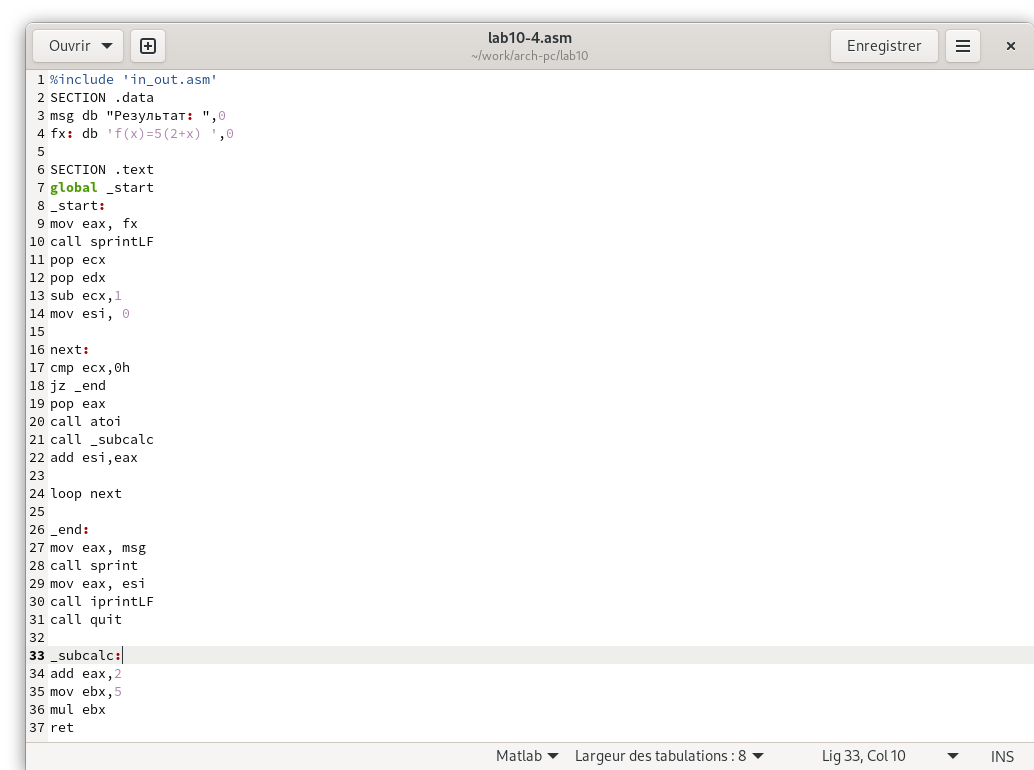 Ouvrir
lab10-4.asm
~/work/arch-pc/lab10
Enregistrer
1 %include 'in_out.asm'
2 SECTION .data
3 msg db "Результат: ",0
4 fx: db 'f(x)=5(2+x) ',0
5
6 SECTION .text
7 global _start
8 _start:
9 mov eax, fx
10 call sprintLF
11 pop ecx
12 pop edx
13 sub ecx,1
14 mov esi, 0
15
16 next:
17 cmp ecx,0h
18 jz _end
19 pop eax
20 call atoi
21 call _subcalc
22 add esi,eax
23
24 loop next
25
26 _end:
27 mov eax, msg
28 call sprint
29 mov eax, esi
30 call iprintLF
31 call quit
32
33 _subcalc:
34 add eax,2
35 mov ebx,5
36 mul ebx
37 ret
Matlab Largeur des tabulations : 8 Lig 33, Col 10 INS